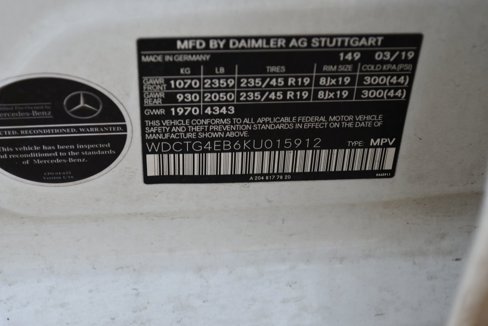 MFD BY DAIMLER AG STUTTGART
MADE IN GERMANY 149 03/19
KG LB TIRES RIM SIZE COLD KPA (PSI)
GAWR FRONT 1070 2359 235/45 R19 8Jx19 300(44)
GAWR REAR 930 2050 235/45 R19 8Jx19 300(44)
GVWR 1970 4343
THIS VEHICLE CONFORMS TO ALL APPLICABLE FEDERAL MOTOR VEHICLE
SAFETY AND THEFT PREVENTION STANDARDS IN EFFECT ON THE DATE OF
MANUFACTURE SHOWN ABOVE.
WDCTG4EB6KU015912 TYPE: MPV
A 204 817 78 20
Mercedes-Benz
RECONDITIONED. WARRANTED.
vehicle has been inspected
reconditioned to the standards of
Mercedes-Benz.